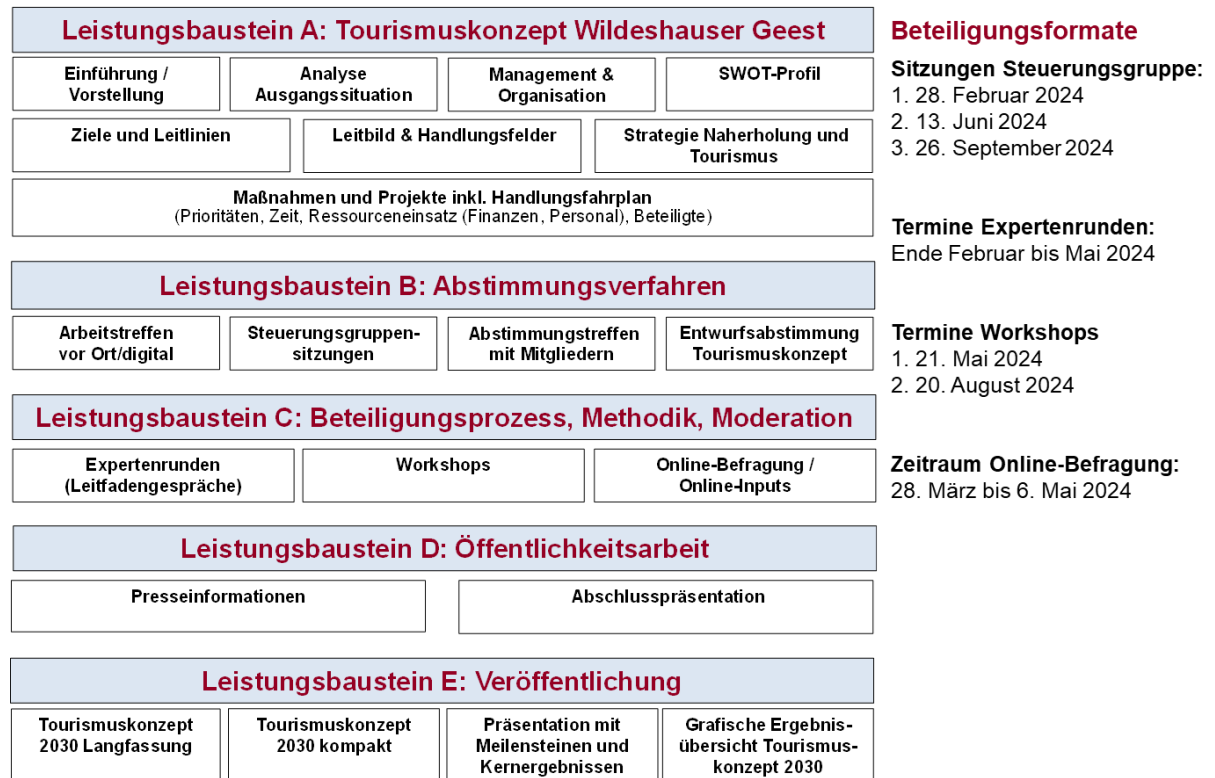 Leistungsbaustein A: Tourismuskonzept Wildeshauser Geest
Einführung /
Vorstellung
Analyse
Ausgangssituation
Management &
Organisation
SWOT-Profil
Ziele und Leitlinien
Leitbild & Handlungsfelder
Strategie Naherholung und
Tourismus
Maßnahmen und Projekte inkl. Handlungsfahrplan
(Prioritäten, Zeit, Ressourceneinsatz (Finanzen, Personal), Beteiligte)
Leistungsbaustein B: Abstimmungsverfahren
Arbeitstreffen
vor Ort/digital
Steuerungsgruppen-
sitzungen
Abstimmungstreffen
mit Mitgliedern
Entwurfsabstimmung
Tourismuskonzept
Leistungsbaustein C: Beteiligungsprozess, Methodik, Moderation
Expertenrunden
(Leitfadengespräche)
Workshops
Online-Befragung /
Online-Inputs
Leistungsbaustein D: Öffentlichkeitsarbeit
Presseinformationen
Abschlusspräsentation
Leistungsbaustein E: Veröffentlichung
Tourismuskonzept
2030 Langfassung
Tourismuskonzept
2030 kompakt
Präsentation mit
Meilensteinen und
Kernergebnissen
Grafische Ergebnis-
übersicht Tourismus-
konzept 2030
Beteiligungsformate
Sitzungen Steuerungsgruppe:
1. 28. Februar 2024
2. 13. Juni 2024
3. 26. September 2024
Termine Expertenrunden:
Ende Februar bis Mai 2024
Termine Workshops
1. 21. Mai 2024
2. 20. August 2024
Zeitraum Online-Befragung:
28. März bis 6. Mai 2024